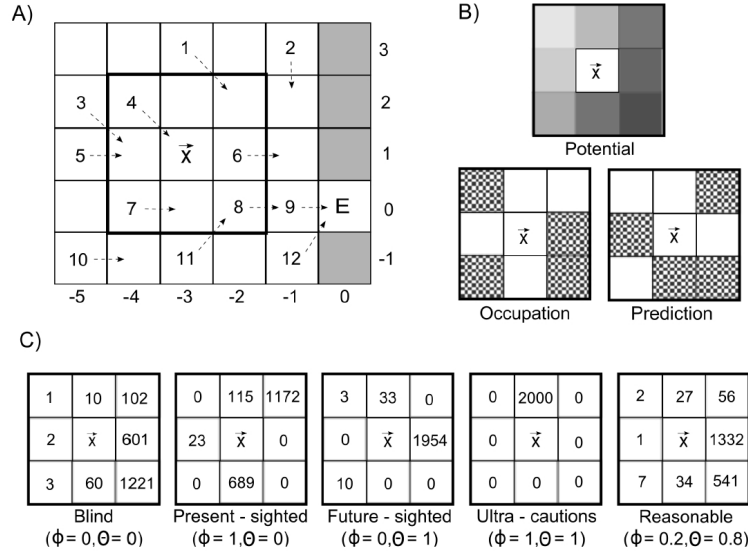 A)
1 2 3
3 4 2
5 x 6 1
7 8 9 E 0
10 11 12 -1
-5 -4 -3 -2 -1 0
B)
x
Potential
x
x
Occupation Prediction
C)
1 10 102
2 x 601
3 60 1221
Blind
(ϕ= 0,Θ= 0)
0 115 1172
23 x 0
0 689 0
Present - sighted
(ϕ= 1,Θ= 0)
3 33 0
0 x 1954
10 0 0
Future - sighted
(ϕ= 0,Θ= 1)
0 2000 0
0 x 0
0 0 0
Ultra - cautions
(ϕ= 1,Θ= 1)
2 27 56
1 x 1332
7 34 541
Reasonable
(ϕ= 0.2,Θ= 0.8)